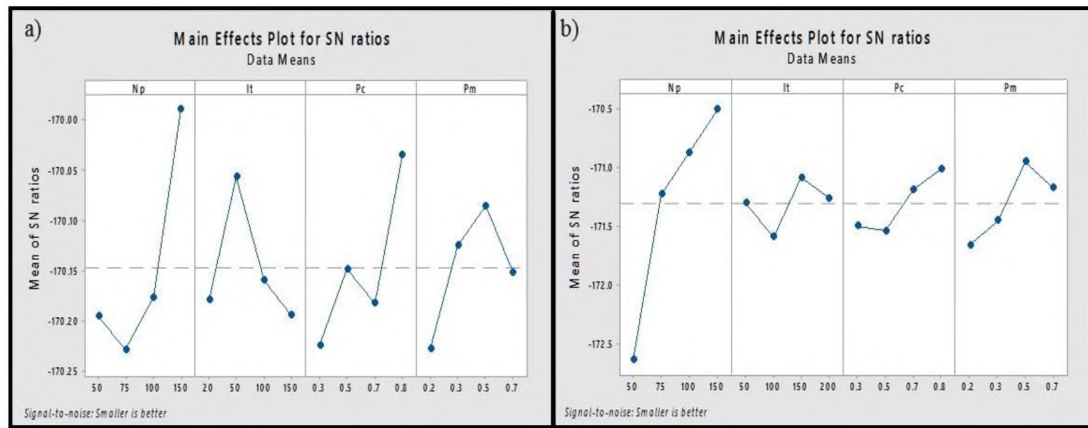 a)
Main Effects Plot for SN ratios
Data Means
Np It Pc Pm
Mean of SN ratios
-170.00
-170.05
-170.10
-170.15
-170.20
-170.25
50 75 100 150 20 50 100 150 0.3 0.5 0.7 0.8 0.2 0.3 0.5 0.7
Signal-to-noise: Smaller is better
b)
Main Effects Plot for SN ratios
Data Means
Np It Pc Pm
Mean of SN ratios
-170.5
-171.0
-171.5
-172.0
-172.5
50 75 100 150 50 100 150 200 0.3 0.5 0.7 0.8 0.2 0.3 0.5 0.7
Signal-to-noise: Smaller is better